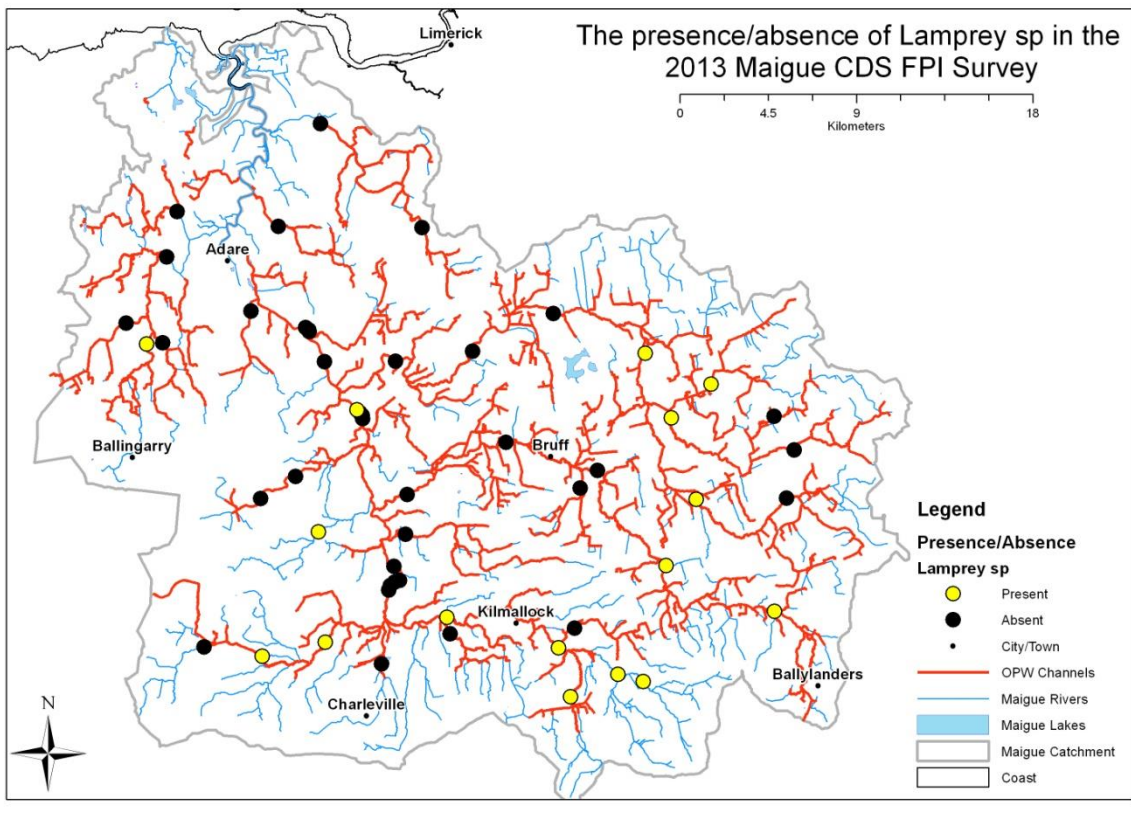 The presence/absence of Lamprey sp in the
2013 Maigue CDS FPI Survey
0 4.5 9 18
Kilometers
Limerick
Adare
Ballingarry
Bruff
Kilmallock
Charleville
Ballylanders
N
Legend
Presence/Absence
Lamprey sp
Present
Absent
City/Town
OPW Channels
Maigue Rivers
Maigue Lakes
Maigue Catchment
Coast